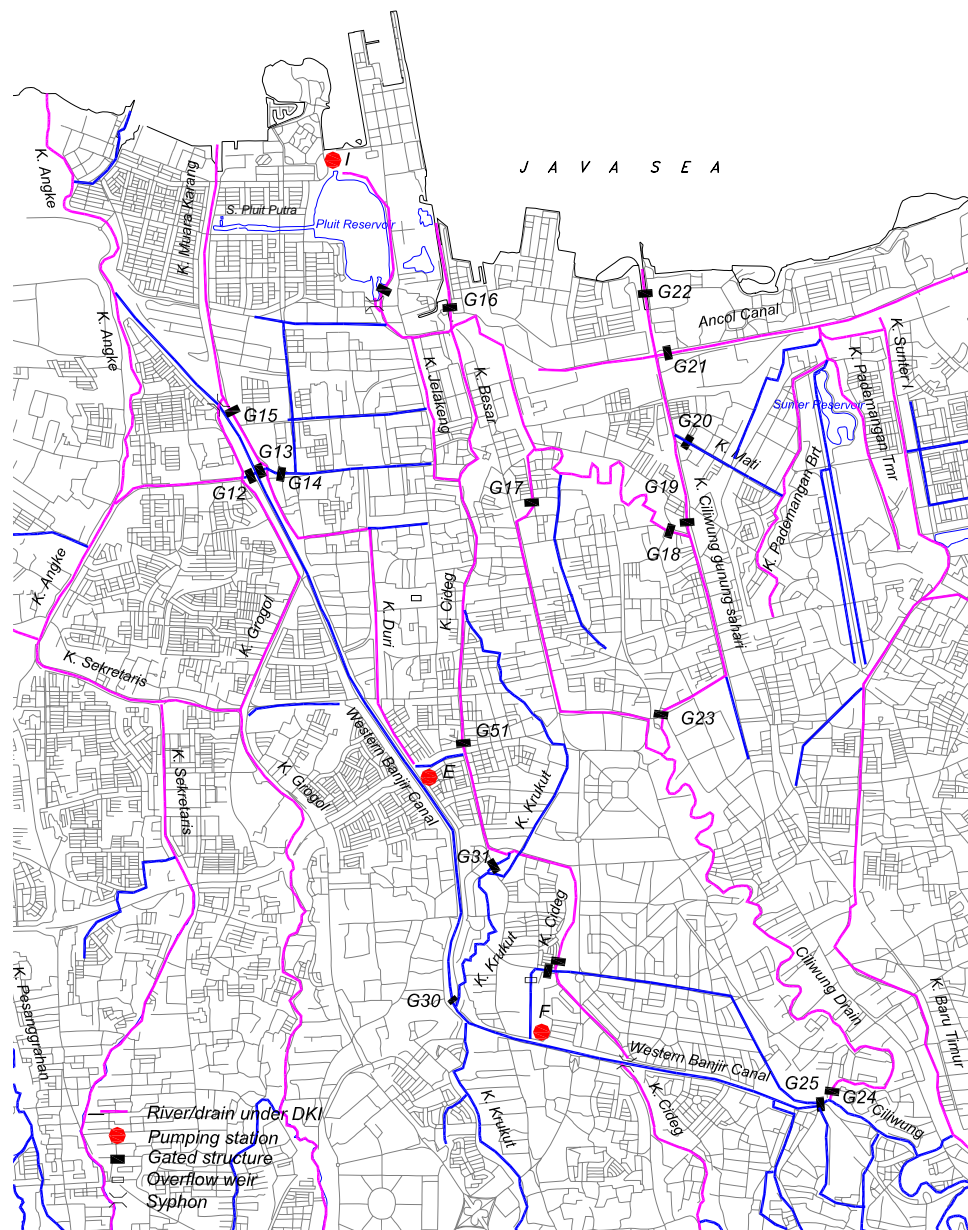 I
J A V A S E A
K. Angke
K. Muara Karang
S. Pluit Putra
Pluit Reservoir
G16
G22
Ancol Canal
K. Angke
K. Jelakeng
K. Besar
G21
K. Sunter I
K. Pademangan Tmr
Sunter Reservoir
G15
G20
K. Mati
G13
G12
G14
G17
G19
K. Ciliwung gunung sahari
K. Pademangan Brt
G18
K. Angke
K. Grogol
K. Duri
K. Cideg
K. Sekretaris
G23
G51
Western Banjir Canal
K. Sekretaris
K. Grogol
E
K. Krukut
G31
K. Cideg
K. Krukut
Ciliwung Drain
K. Pesanggrahan
G30
F
K. Baru Timur
Western Banjir Canal
G25
G24
Ciliwung
K. Krukut
K. Cideg
River/drain under DKI
Pumping station
Gated structure
Overflow weir
Syphon